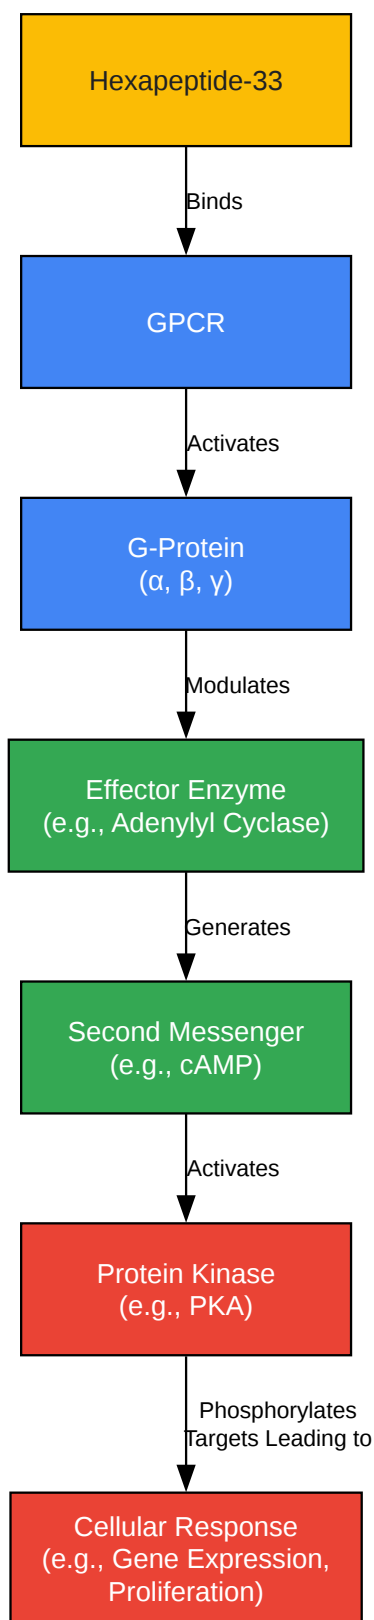 Hexapeptide-33
Binds
GPCR
Activates
G-Protein
(α, β, γ)
Modulates
Effector Enzyme
(e.g., Adenylyl Cyclase)
Generates
Second Messenger
(e.g., cAMP)
Activates
Protein Kinase
(e.g., PKA)
Phosphorylates
Targets Leading to
Cellular Response
(e.g., Gene Expression,
Proliferation)